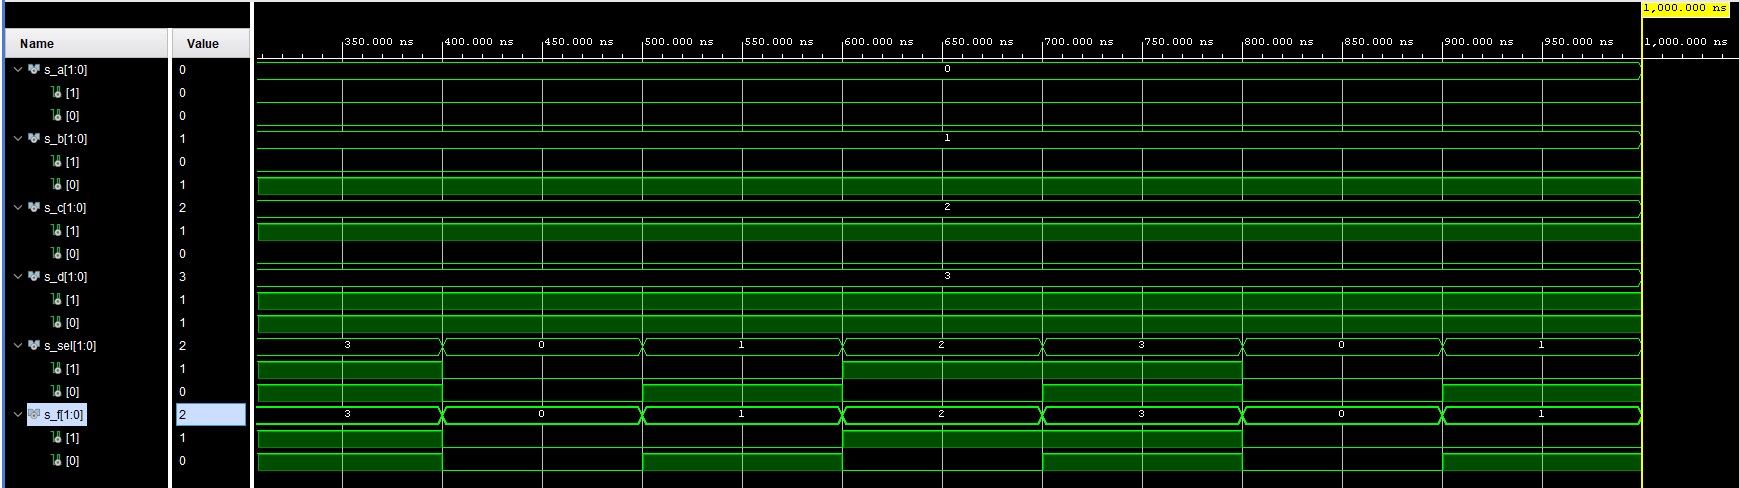 1,000.000 ns
Name Value 350.000 ns 400.000 ns 450.000 ns 500.000 ns 550.000 ns 600.000 ns 650.000 ns 700.000 ns 750.000 ns 800.000 ns 850.000 ns 900.000 ns 950.000 ns 1,000.000 ns
s_a[1:0] 0 0
[1] 0
[0] 0
s_b[1:0] 1 1
[1] 0
[0] 1
s_c[1:0] 2 2
[1] 1
[0] 0
s_d[1:0] 3 3
[1] 1
[0] 1
s_sel[1:0] 2 3 0 1 2 3 0 1
[1] 1
[0] 0
s_f[1:0] 2 3 0 1 2 3 0 1
[1] 1
[0] 0